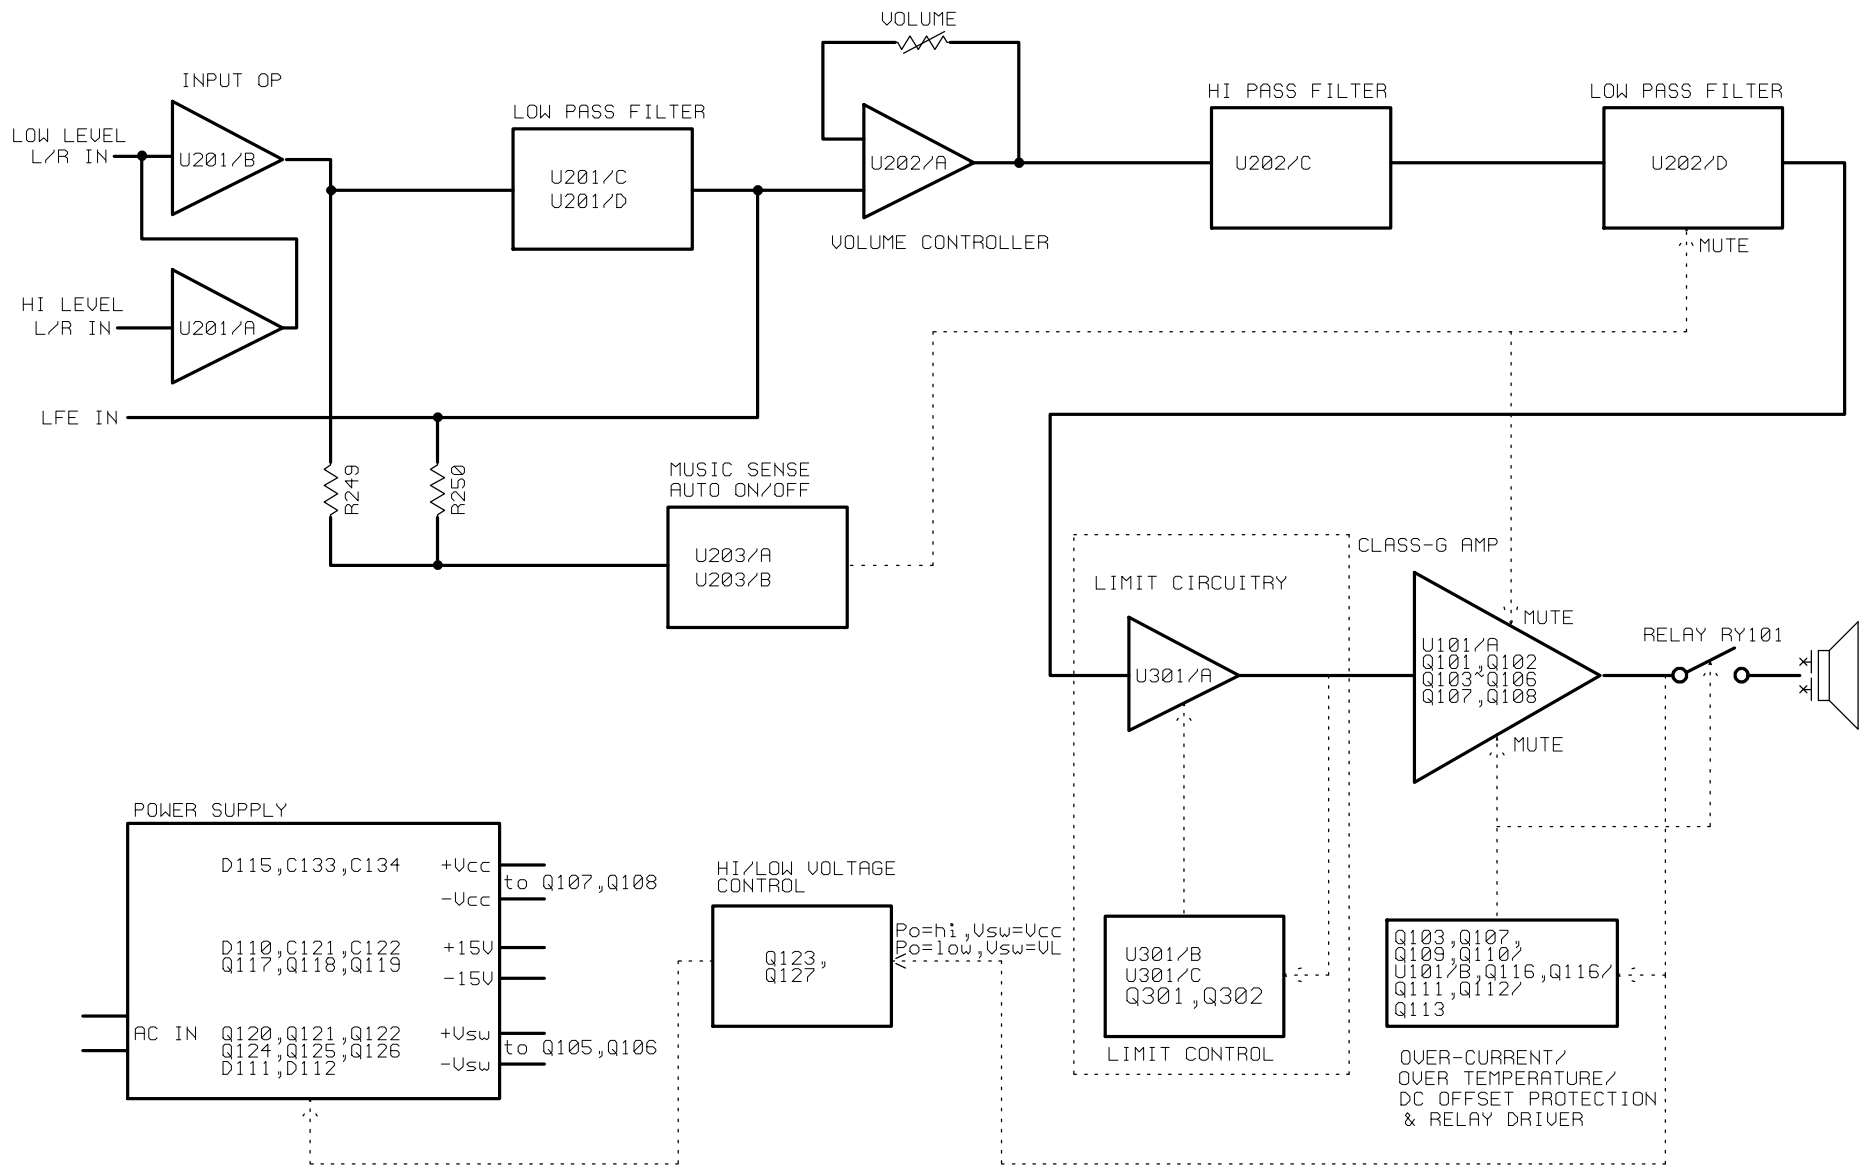 VOLUME
INPUT OP
LOW LEVEL
L/R IN
U201/B
LOW PASS FILTER
U201/C
U201/D
U202/A
VOLUME CONTROLLER
HI PASS FILTER
U202/C
LOW PASS FILTER
U202/D
MUTE
HI LEVEL
L/R IN
U201/A
LFE IN
R249
R250
MUSIC SENSE
AUTO ON/OFF
U203/A
U203/B
LIMIT CIRCUITRY
U301/A
CLASS-G AMP
MUTE
U101/A
Q101,Q102
Q103~Q106
Q107,Q108
MUTE
RELAY RY101
POWER SUPPLY
D115,C133,C134
+Vcc
-Vcc
to Q107,Q108
D110,C121,C122
Q117,Q118,Q119
+15V
-15V
AC IN
Q120,Q121,Q122
Q124,Q125,Q126
D111,D112
+Vsw
-Vsw
to Q105,Q106
HI/LOW VOLTAGE
CONTROL
Q123,
Q127
Po=hi,Vsw=Vcc
Po=low,Vsw=VL
U301/B
U301/C
Q301,Q302
LIMIT CONTROL
Q103,Q107,
Q109,Q110/
U101/B,Q116,Q116/
Q111,Q112/
Q113
OVER-CURRENT/
OVER TEMPERATURE/
DC OFFSET PROTECTION
& RELAY DRIVER